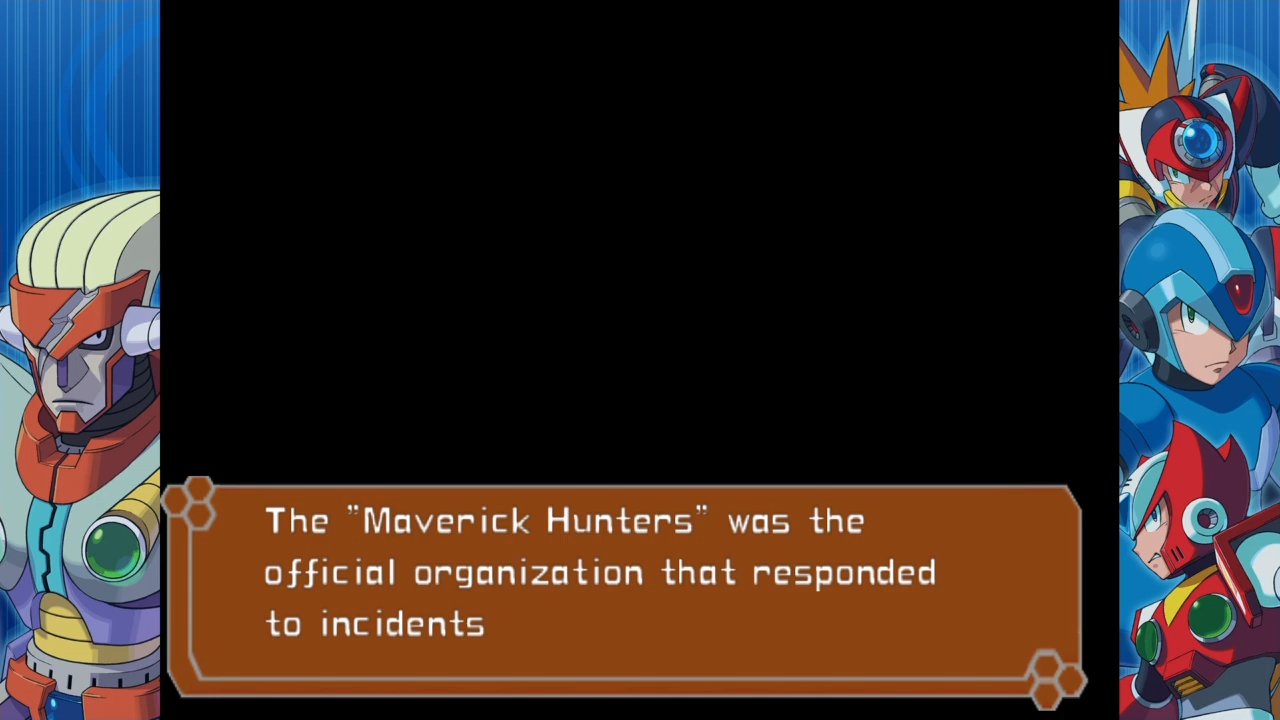 The "Maverick Hunters" was the
official organization that responded
to incidents